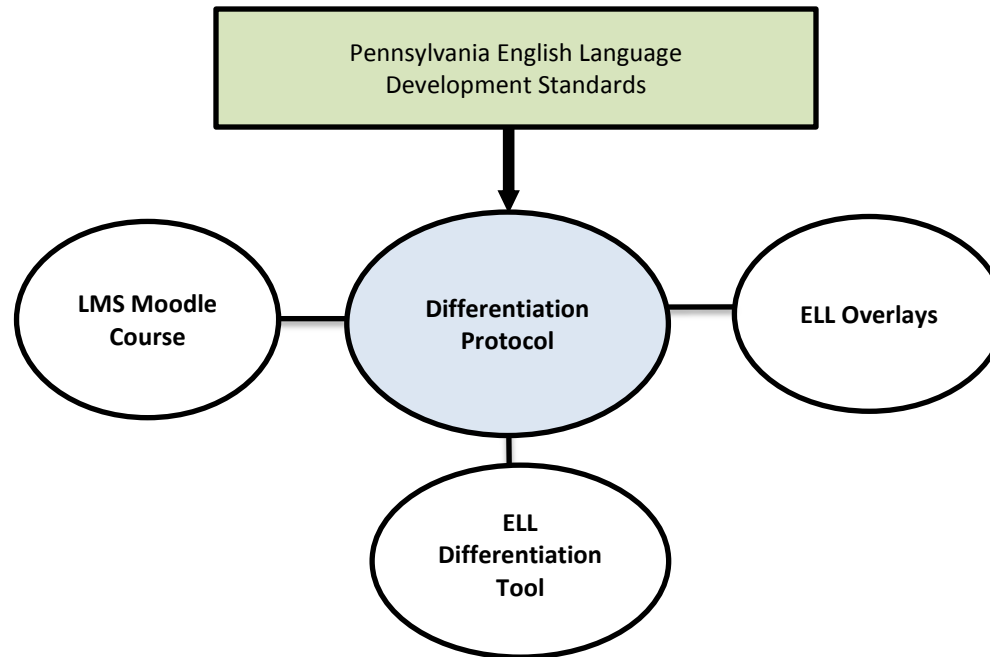 Pennsylvania English Language
Development Standards
LMS Moodle
Course
Differentiation
Protocol
ELL Overlays
ELL
Differentiation
Tool